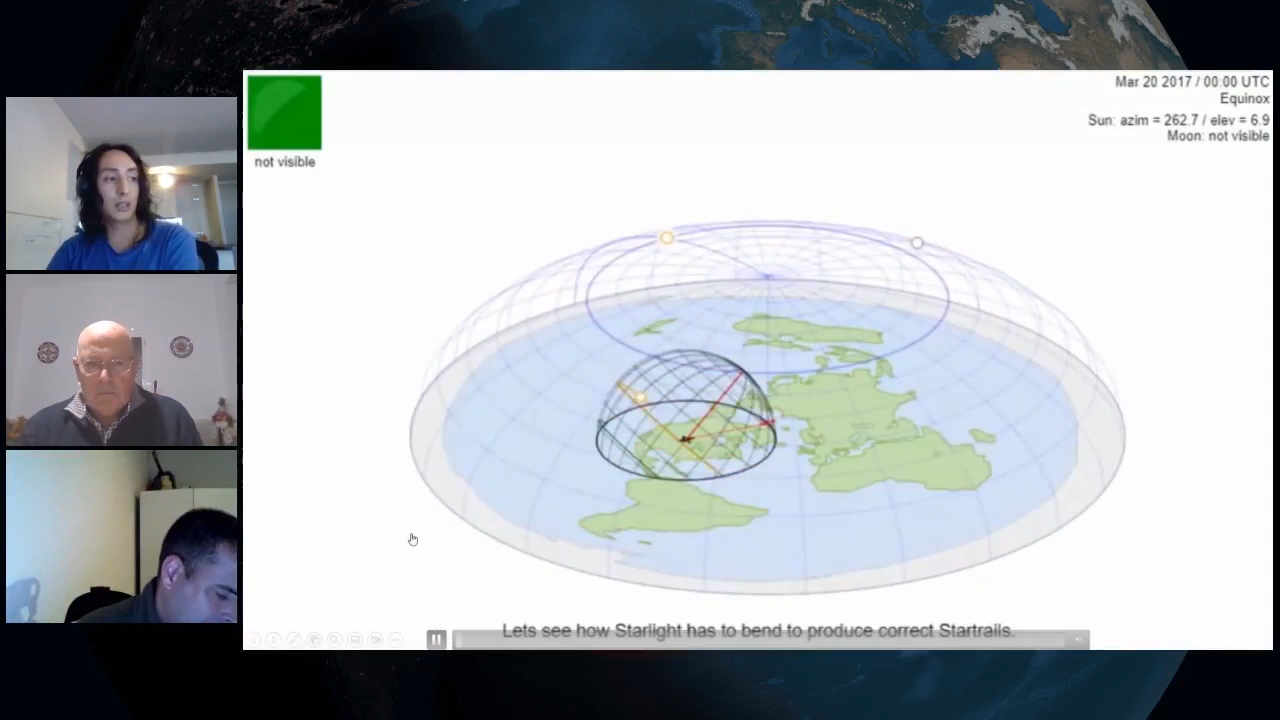 Mar 20 2017 / 00:00 UTC
Equinox
Sun: azim = 262.7 / elev = 6.9
Moon: not visible
not visible
Lets see how Starlight has to bend to produce correct Startrails.